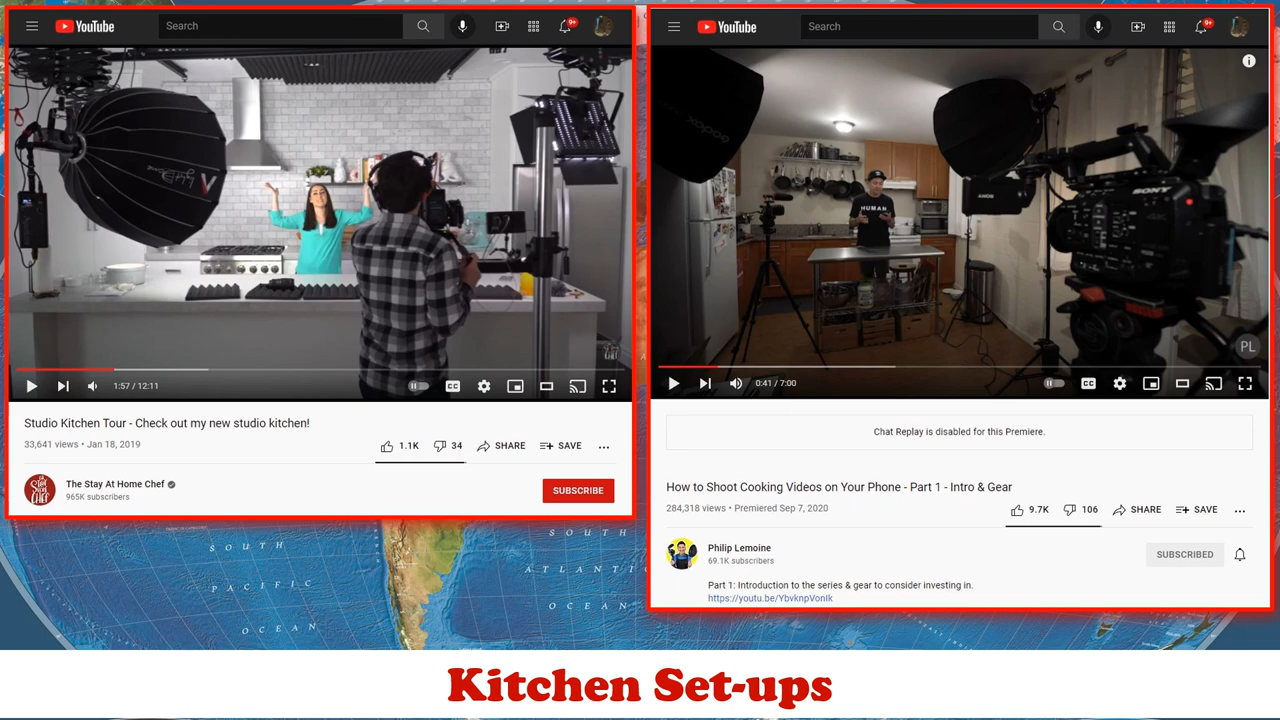 YouTube
Search
9+
1:57 / 12:11
CC
Studio Kitchen Tour - Check out my new studio kitchen!
33,641 views • Jan 18, 2019
1.1K
34
SHARE
SAVE
The Stay At Home Chef
965K subscribers
SUBSCRIBE
YouTube
Search
9+
Godox
SONY
HUMAN
PL
0:41 / 7:00
CC
Chat Replay is disabled for this Premiere.
How to Shoot Cooking Videos on Your Phone - Part 1 - Intro & Gear
284,318 views • Premiered Sep 7, 2020
9.7K
106
SHARE
SAVE
Philip Lemoine
69.1K subscribers
SUBSCRIBED
Part 1: Introduction to the series & gear to consider investing in.
https://youtu.be/YbvknpVonIk
SOUTH
PACIFIC
OCEAN
SOUTH
ATLANTIC
OCEAN
Kitchen Set-ups